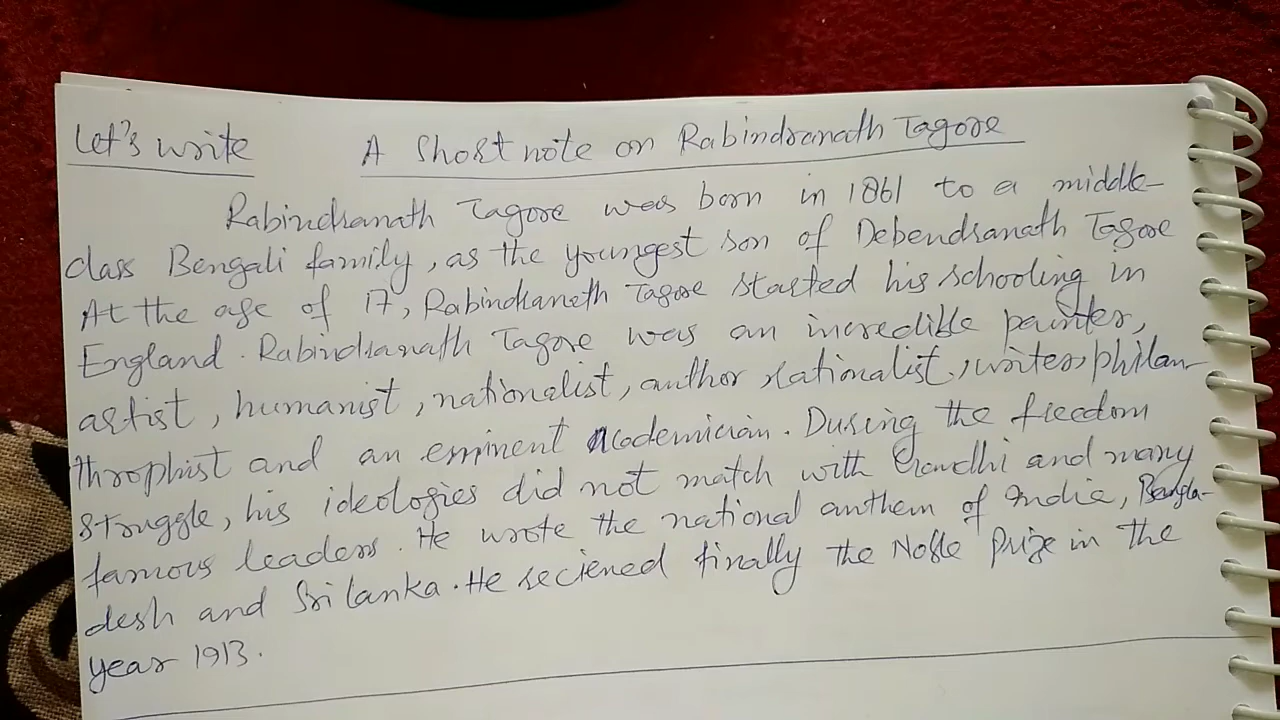 Let's write A Short note on Rabindranath Tagore
Rabindranath Tagore was born in 1861 to a middle-
class Bengali family, as the youngest son of Debendranath Tagore
At the age of 17, Rabindraneth Tagore started his schooling in
England. Rabindranath Tagore was an incredible painter,
artist, humanist, nationalist, author rationalist, writer, philan-
throphist and an eminent academician. During the freedom
struggle, his ideologies did not match with Gandhi and many
famous leaders. He wrote the national anthem of India, Bangla-
desh and Sri lanka. He reciened finally the Noble Prize in the
year 1913.